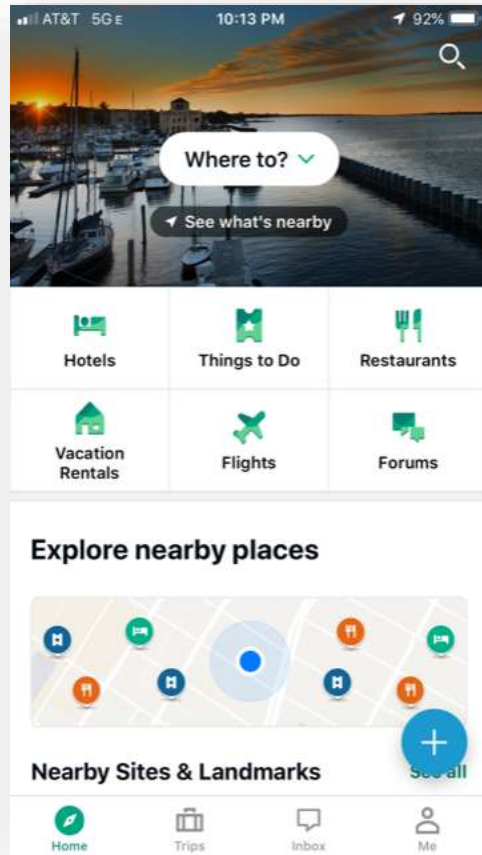 AT&T 5GE 10:13 PM 92%
Where to?
See what's nearby
Hotels Things to Do Restaurants
Vacation
Rentals Flights Forums
Explore nearby places
Nearby Sites & Landmarks See all
Home Trips Inbox Me